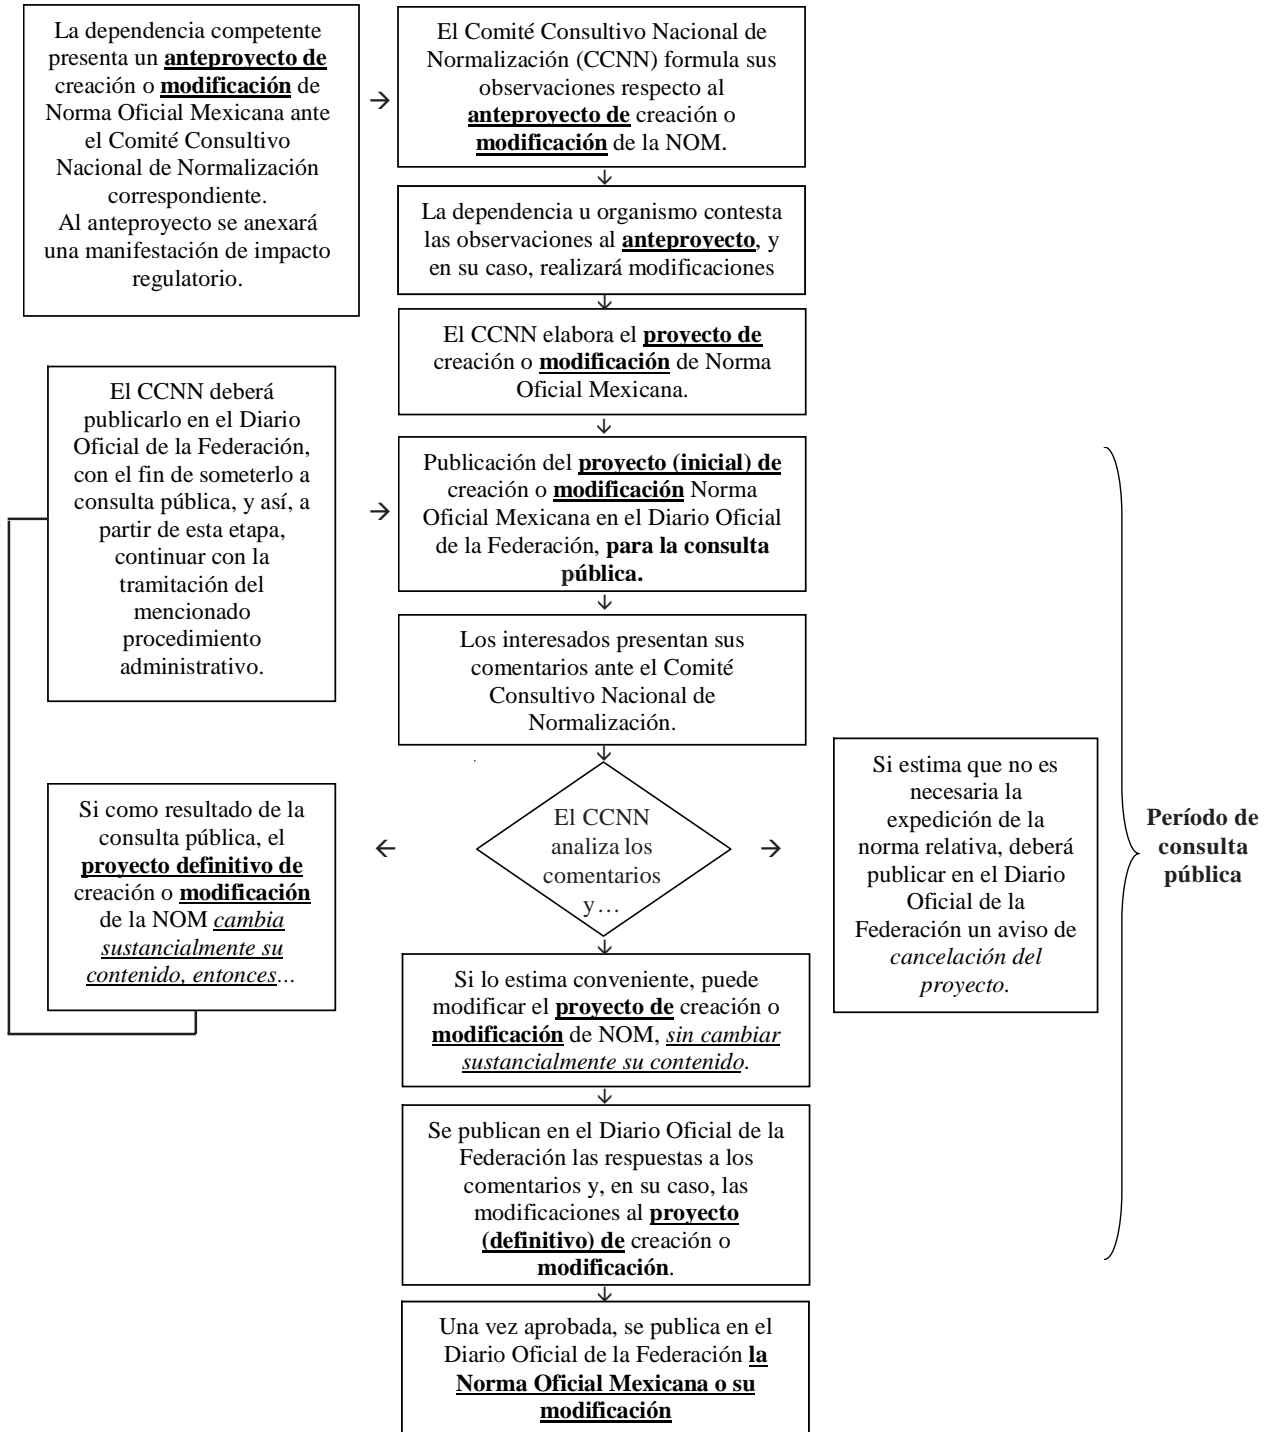 La dependencia competente
presenta un anteproyecto de
creación o modificación de
Norma Oficial Mexicana ante
el Comité Consultivo
Nacional de Normalización
correspondiente.
Al anteproyecto se anexará
una manifestación de impacto
regulatorio.
→
El Comité Consultivo Nacional de
Normalización (CCNN) formula sus
observaciones respecto al
anteproyecto de creación o
modificación de la NOM.
↓
La dependencia u organismo contesta
las observaciones al anteproyecto, y
en su caso, realizará modificaciones
↓
El CCNN elabora el proyecto de
creación o modificación de Norma
Oficial Mexicana.
↓
El CCNN deberá
publicarlo en el Diario
Oficial de la Federación,
con el fin de someterlo a
consulta pública, y así, a
partir de esta etapa,
continuar con la
tramitación del
mencionado
procedimiento
administrativo.
→
Publicación del proyecto (inicial) de
creación o modificación Norma
Oficial Mexicana en el Diario Oficial
de la Federación, para la consulta
pública.
↓
Los interesados presentan sus
comentarios ante el Comité
Consultivo Nacional de
Normalización.
↓
Si como resultado de la
consulta pública, el
proyecto definitivo de
creación o modificación
de la NOM cambia
sustancialmente su
contenido, entonces…
←
El CCNN
analiza los
comentarios
y…
→
Si estima que no es
necesaria la
expedición de la
norma relativa, deberá
publicar en el Diario
Oficial de la
Federación un aviso de
cancelación del
proyecto.
Período de
consulta
pública
↓
Si lo estima conveniente, puede
modificar el proyecto de creación o
modificación de NOM, sin cambiar
sustancialmente su contenido.
↓
Se publican en el Diario Oficial de la
Federación las respuestas a los
comentarios y, en su caso, las
modificaciones al proyecto
(definitivo) de creación o
modificación.
↓
Una vez aprobada, se publica en el
Diario Oficial de la Federación la
Norma Oficial Mexicana o su
modificación